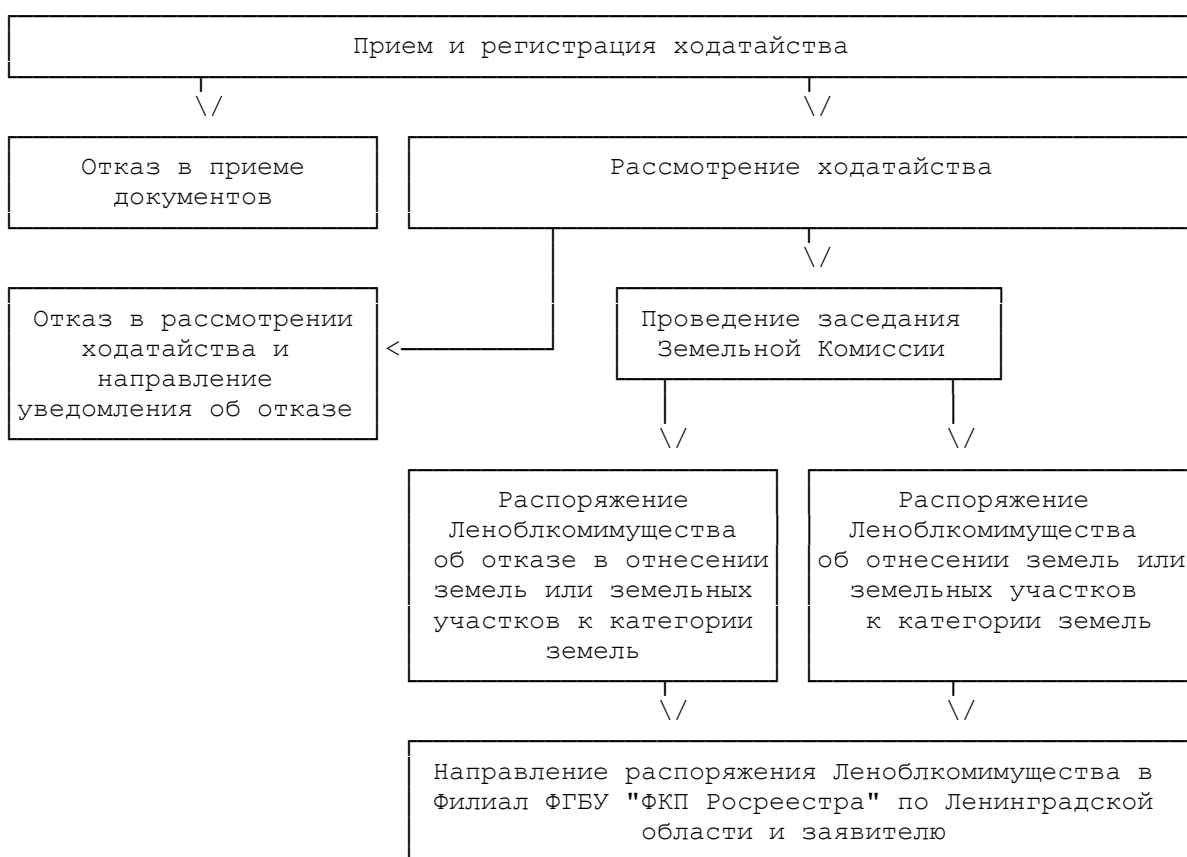 Прием и регистрация ходатайства
Отказ в приеме
документов
Рассмотрение ходатайства
Отказ в рассмотрении
ходатайства и
направление
уведомления об отказе
Проведение заседания
Земельной Комиссии
Распоряжение
Леноблкомимущества
об отказе в отнесении
земель или земельных
участков к категории
земель
Распоряжение
Леноблкомимущества
об отнесении земель или
земельных участков
к категории земель
Направление распоряжения Леноблкомимущества в
Филиал ФГБУ "ФКП Росреестра" по Ленинградской
области и заявителю